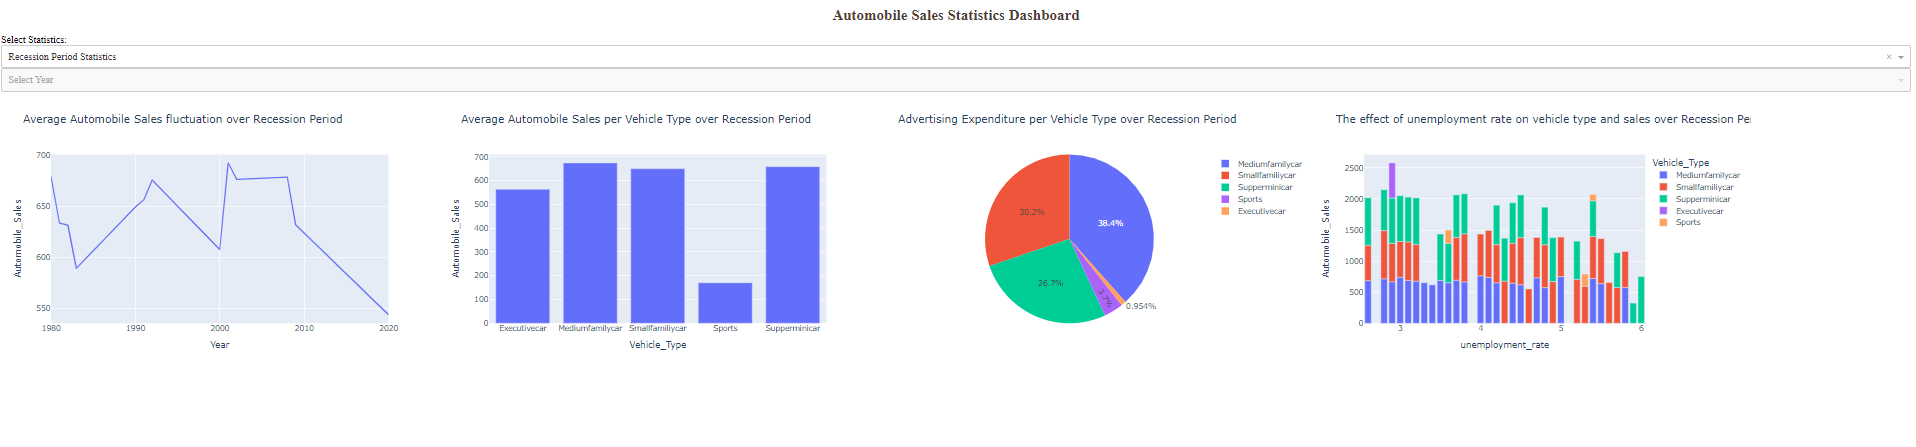 Automobile Sales Statistics Dashboard
Select Statistics:
Recession Period Statistics
×
Select Year
Average Automobile Sales fluctuation over Recession Period
700
650
600
550
Automobile_Sales
1980 1990 2000 2010 2020
Year
Average Automobile Sales per Vehicle Type over Recession Period
700
600
500
400
300
200
100
0
Automobile_Sales
Executivecar Mediumfamilycar Smallfamiliycar Sports Supperminicar
Vehicle_Type
Advertising Expenditure per Vehicle Type over Recession Period
30.2%
38.4%
26.7%
3.7%
0.954%
Mediumfamilycar
Smallfamiliycar
Supperminicar
Sports
Executivecar
The effect of unemployment rate on vehicle type and sales over Recession Pe
2500
2000
1500
1000
500
0
Automobile_Sales
3 4 5 6
unemployment_rate
Vehicle_Type
Mediumfamilycar
Smallfamiliycar
Supperminicar
Executivecar
Sports